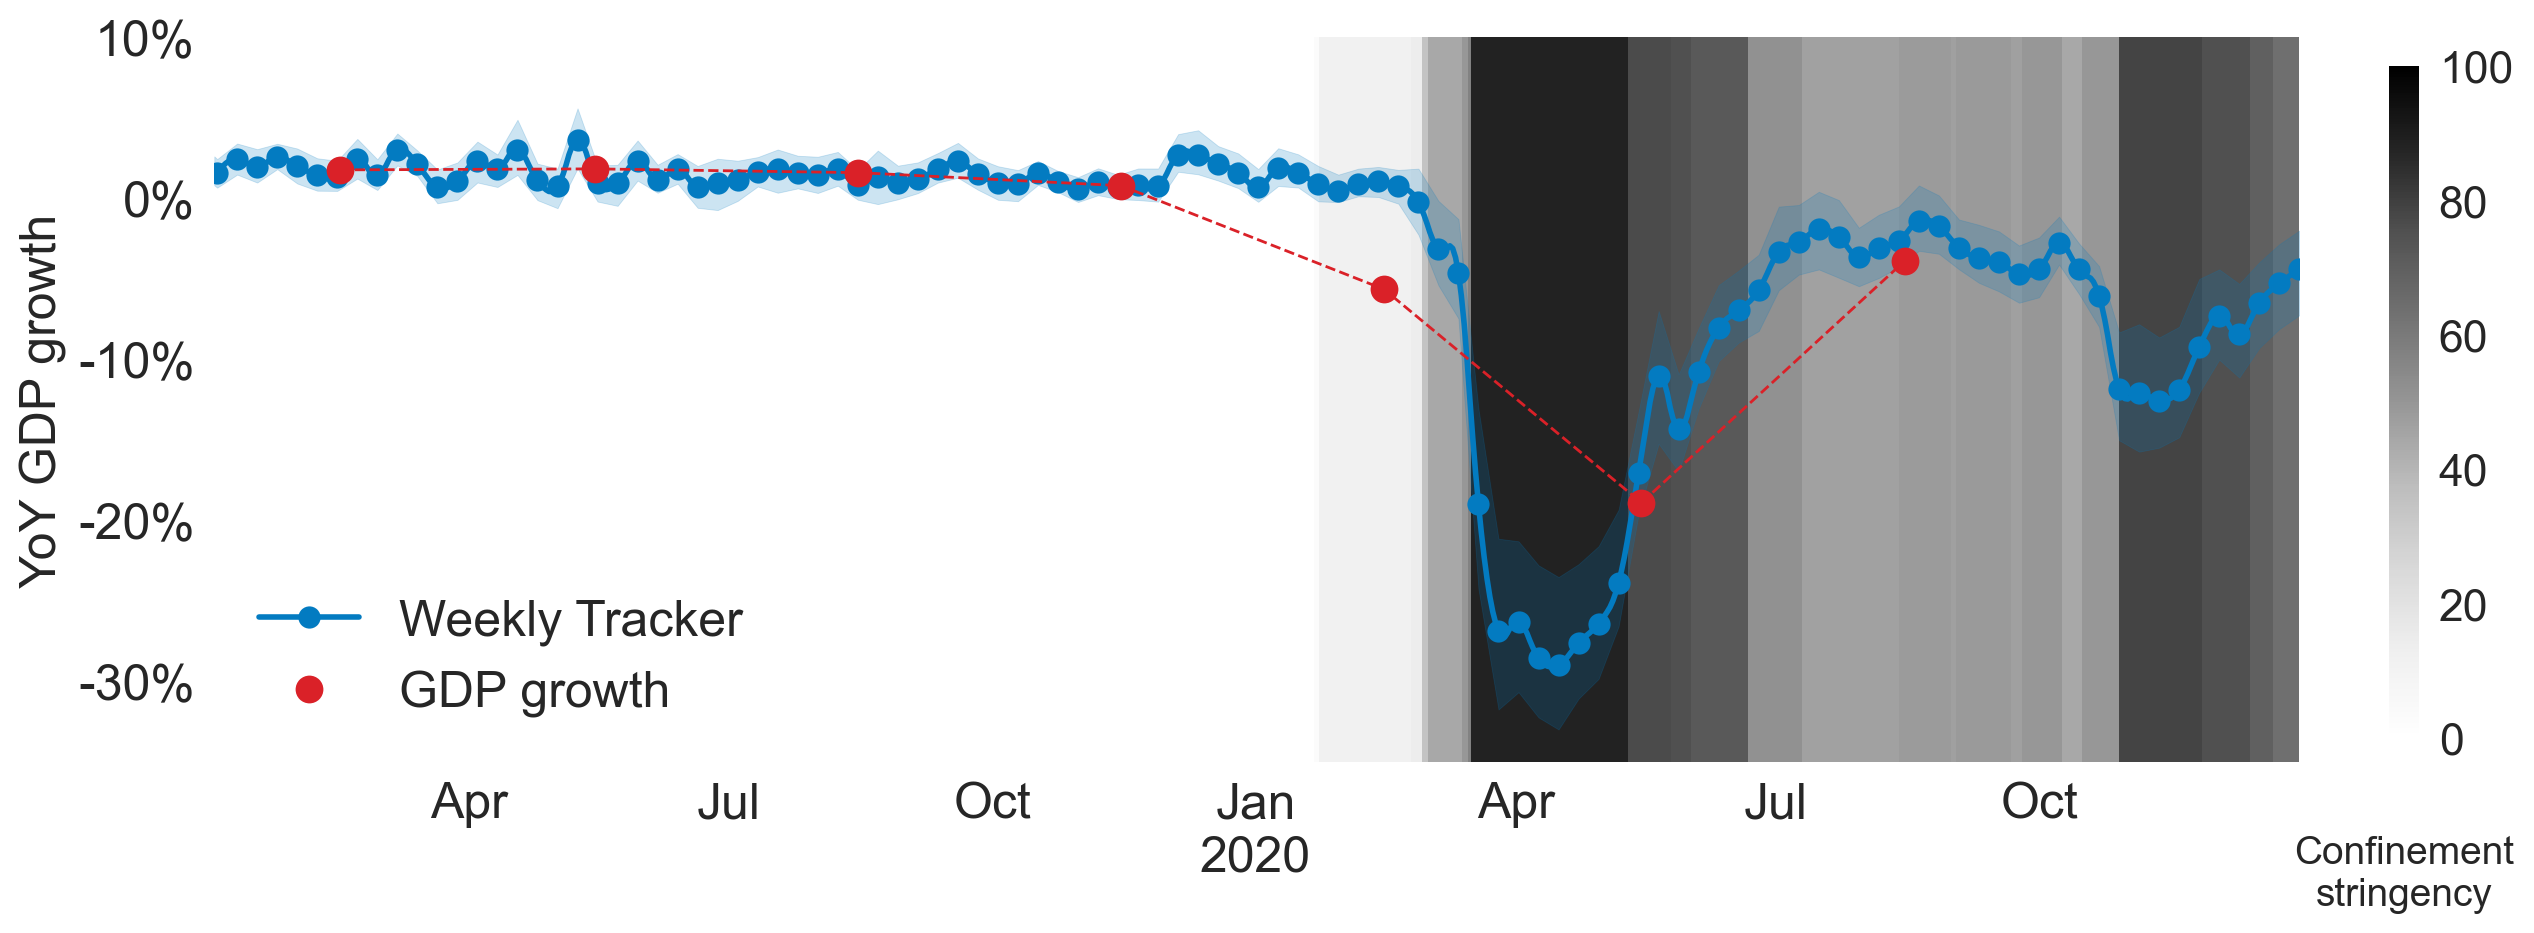 10%
0%
-10%
-20%
-30%
YoY GDP growth
Weekly Tracker
GDP growth
Apr
Jul
Oct
Jan
2020
Apr
Jul
Oct
100
80
60
40
20
0
Confinement
stringency